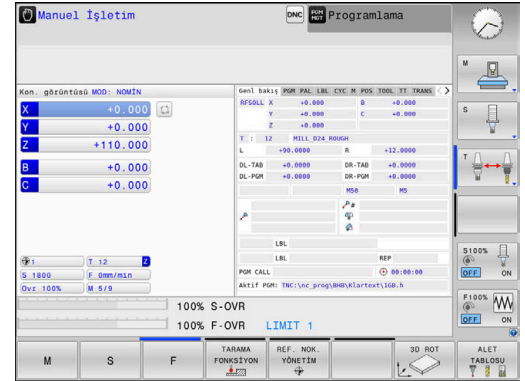 Manuel İşletim
DNC
PGM MGT
Programlama
Kon. görüntüsü MOD: NOMİN
X +0.000
Y +0.000
Z +110.000
B +0.000
C +0.000
1 T 12 Z
S 1800 F 0mm/min
Ovr 100% M 5/9
Genl bakış PGM PAL LBL CYC M POS TOOL TT TRANS
RFSOLL X +0.000 B +0.000
Y +0.000 C +0.000
Z +0.000
T : 12 MILL_D24_ROUGH
L +90.0000 R +12.0000
DL-TAB +0.0000 DR-TAB +0.0000
DL-PGM +0.0000 DR-PGM +0.0000
M50 M5
P #
P
LBL
LBL REP
PGM CALL 00:00:00
Aktif PGM: TNC:\nc_prog\BHB\Klartext\1GB.h
100% S-OVR
100% F-OVR LIMIT 1
M
S
T
S100%
OFF ON
F100%
OFF ON
M
S
F
TARAMA
FONKSİYON
REF. NOK.
YÖNETİM
3D ROT
ALET
TABLOSU